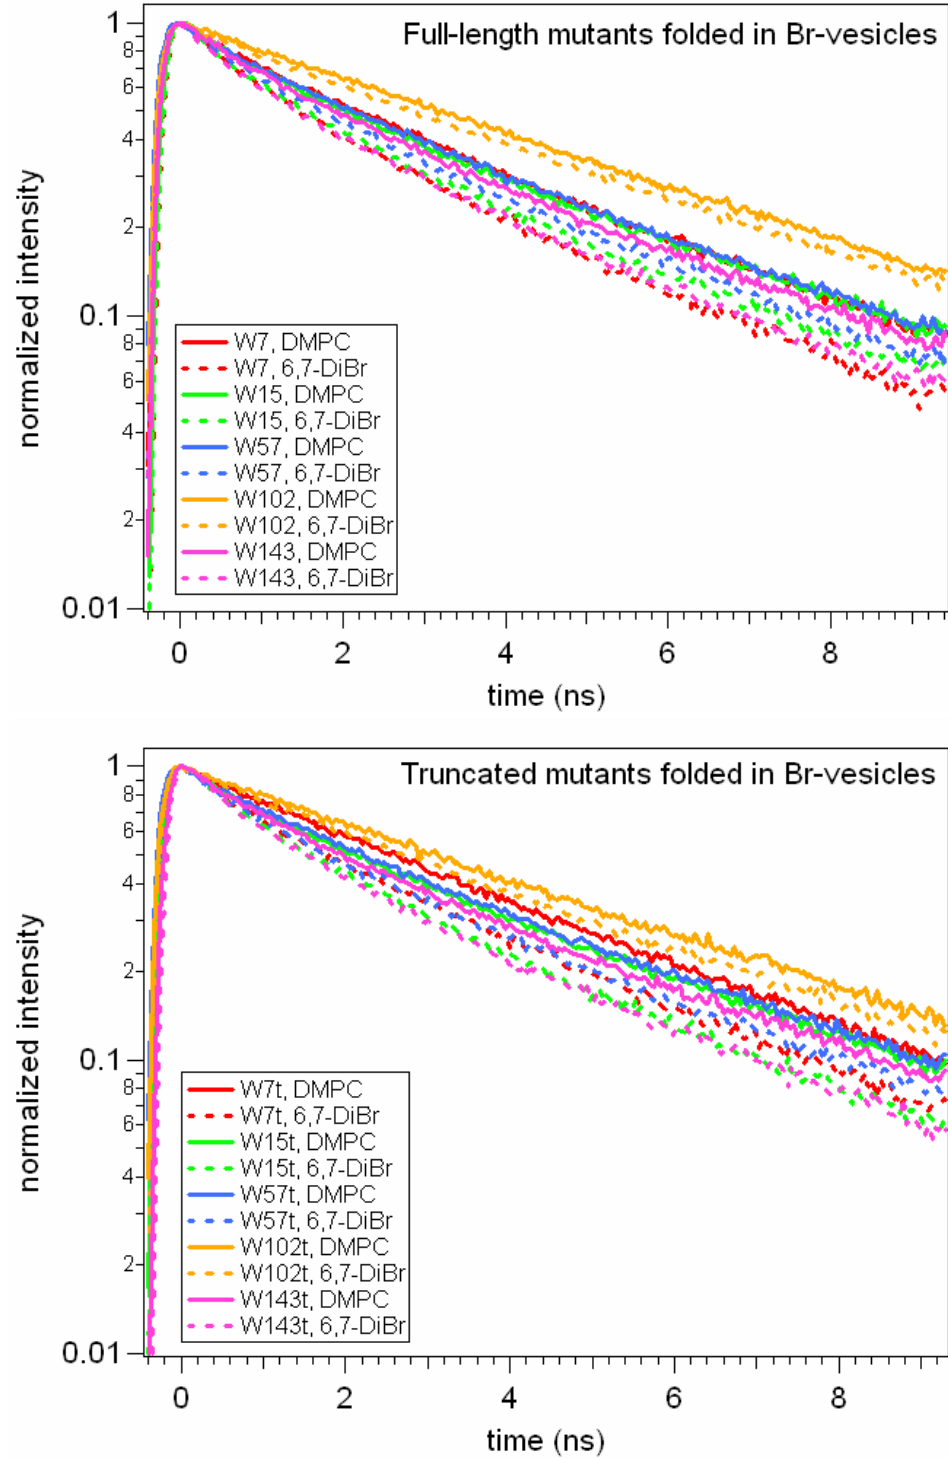 Full-length mutants folded in Br-vesicles
normalized intensity
1
8
6
4
2
0.1
8
6
4
2
0.01
W7, DMPC
W7, 6,7-DiBr
W15, DMPC
W15, 6,7-DiBr
W57, DMPC
W57, 6,7-DiBr
W102, DMPC
W102, 6,7-DiBr
W143, DMPC
W143, 6,7-DiBr
0 2 4 6 8
time (ns)
Truncated mutants folded in Br-vesicles
normalized intensity
1
8
6
4
2
0.1
8
6
4
2
0.01
W7t, DMPC
W7t, 6,7-DiBr
W15t, DMPC
W15t, 6,7-DiBr
W57t, DMPC
W57t, 6,7-DiBr
W102t, DMPC
W102t, 6,7-DiBr
W143t, DMPC
W143t, 6,7-DiBr
0 2 4 6 8
time (ns)